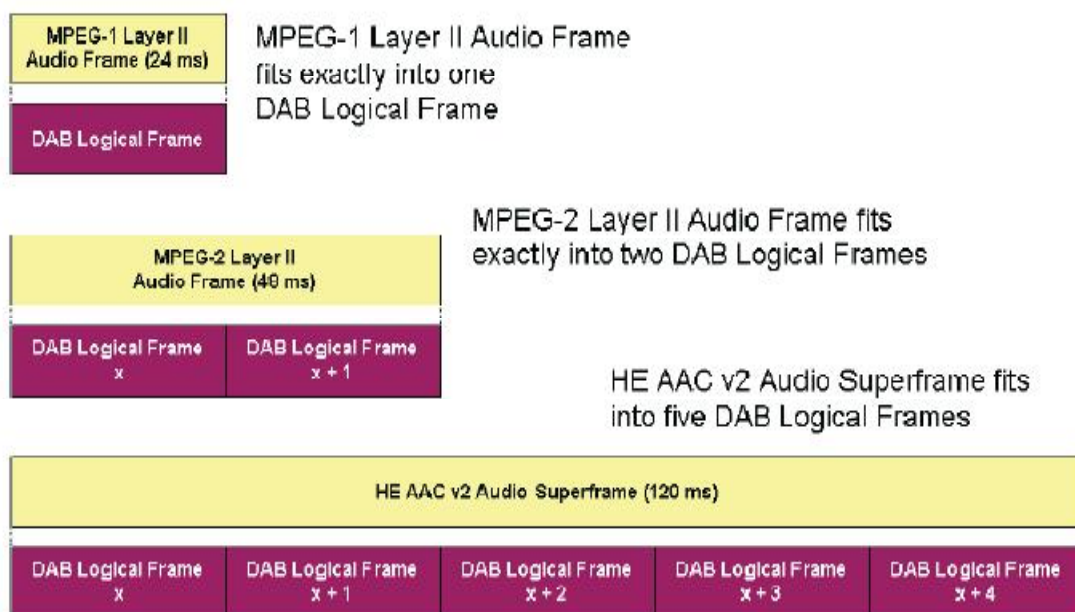 MPEG-1 Layer II
Audio Frame (24 ms)
DAB Logical Frame
MPEG-1 Layer II Audio Frame
fits exactly into one
DAB Logical Frame
MPEG-2 Layer II Audio Frame fits
exactly into two DAB Logical Frames
MPEG-2 Layer II
Audio Frame (48 ms)
DAB Logical Frame
x
DAB Logical Frame
x + 1
HE AAC v2 Audio Superframe fits
into five DAB Logical Frames
HE AAC v2 Audio Superframe (120 ms)
DAB Logical Frame
x
DAB Logical Frame
x + 1
DAB Logical Frame
x + 2
DAB Logical Frame
x + 3
DAB Logical Frame
x + 4